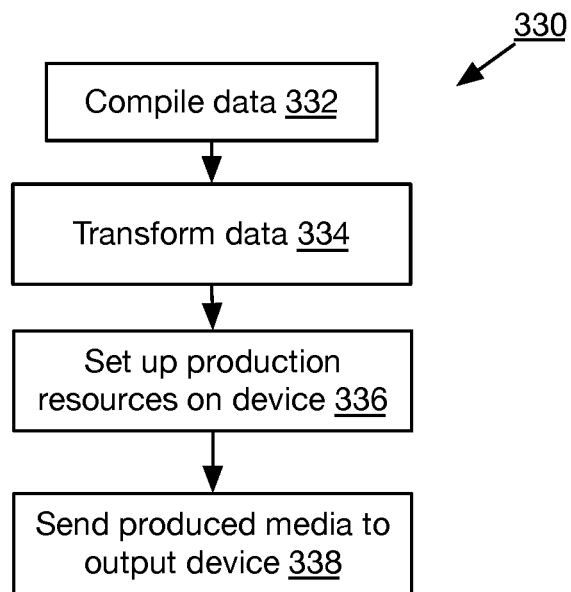 330
Compile data 332
Transform data 334
Set up production
resources on device 336
Send produced media to
output device 338